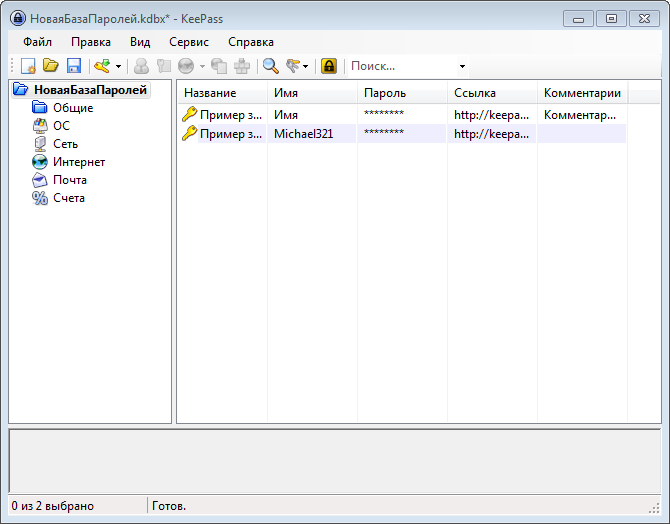 НоваяБазаПаролей.kdbx* - KeePass
Файл Правка Вид Сервис Справка
Поиск...
НоваяБазаПаролей
Общие
ОС
Сеть
Интернет
Почта
Счета
Название Имя Пароль Ссылка Комментарии
Пример з... Имя ******** http://keepa... Комментар...
Пример з... Michael321 ******** http://keepa...
0 из 2 выбрано Готов.